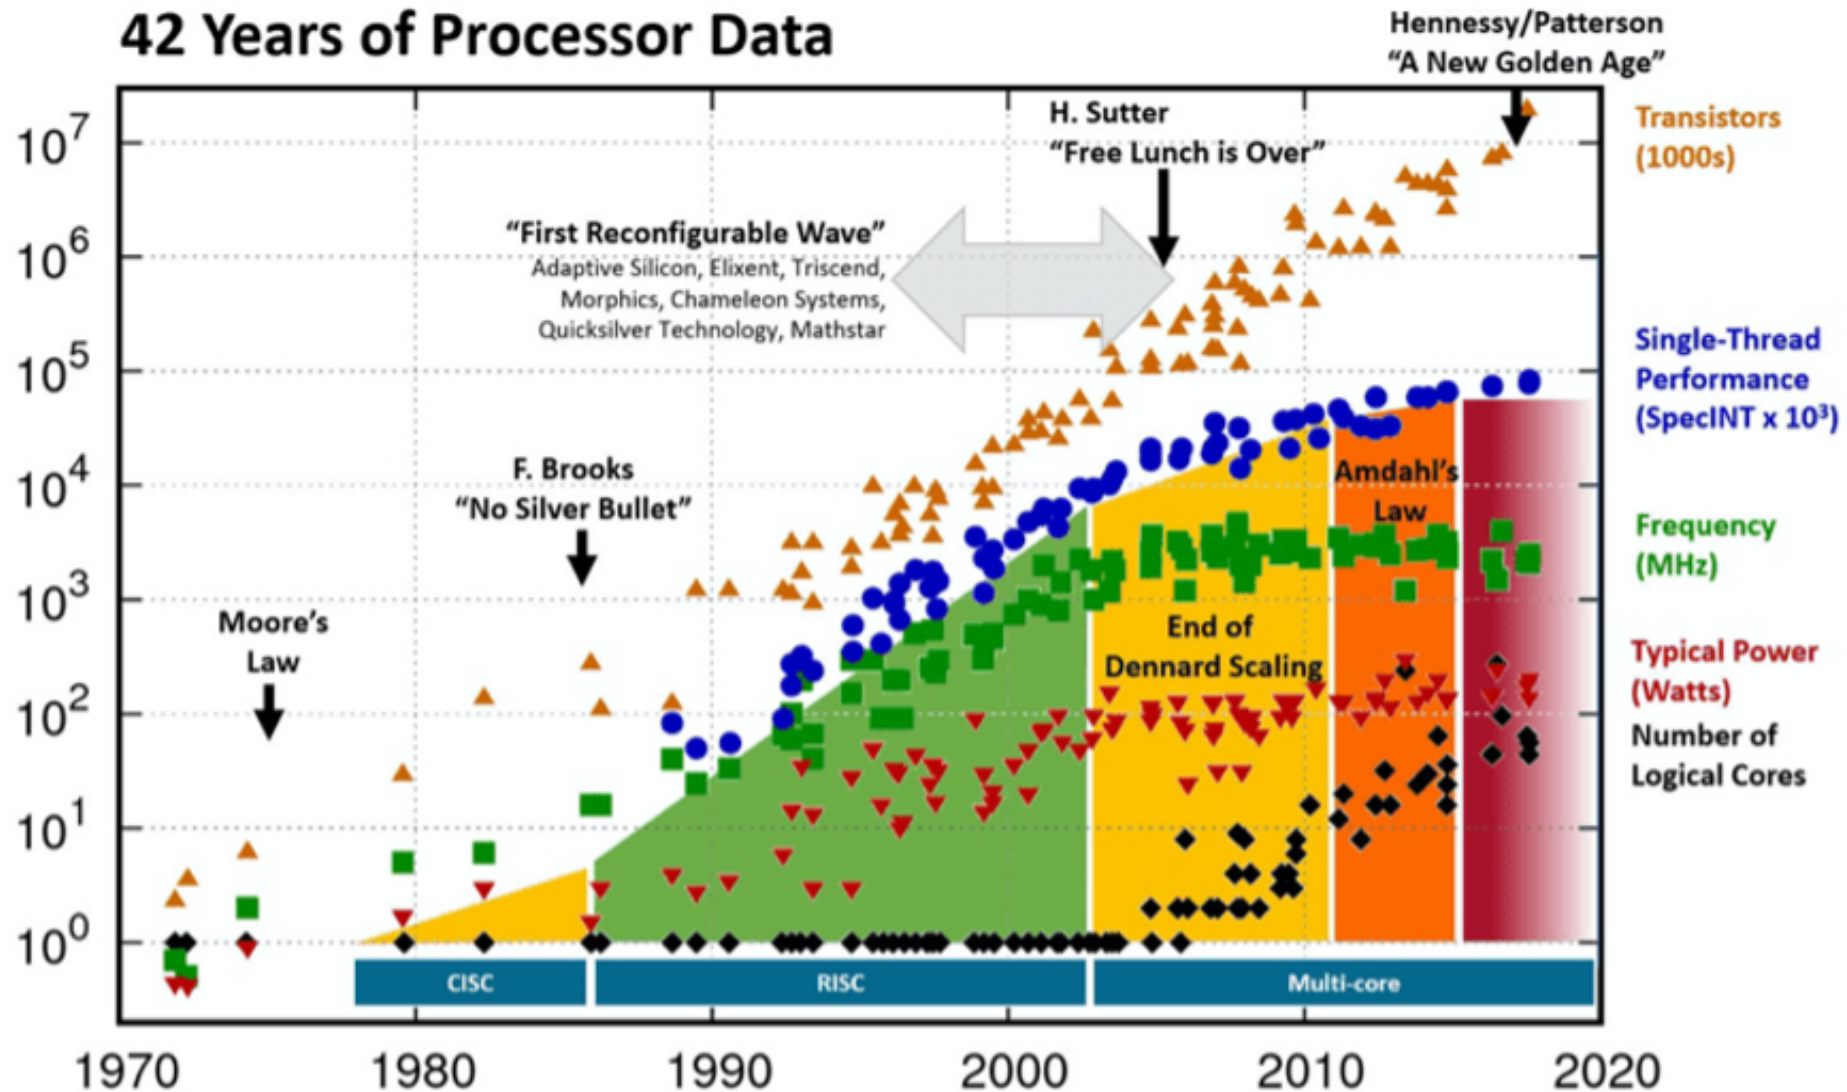 42 Years of Processor Data
Hennessy/Patterson
“A New Golden Age”
H. Sutter
“Free Lunch is Over”
“First Reconfigurable Wave”
Adaptive Silicon, Elixent, Triscend,
Morphics, Chameleon Systems,
Quicksilver Technology, Mathstar
F. Brooks
“No Silver Bullet”
Moore’s
Law
Amdahl’s
Law
End of
Dennard Scaling
Transistors
(1000s)
Single-Thread
Performance
(SpecINT x 10³)
Frequency
(MHz)
Typical Power
(Watts)
Number of
Logical Cores
10⁷
10⁶
10⁵
10⁴
10³
10²
10¹
10⁰
CISC
RISC
Multi-core
1970
1980
1990
2000
2010
2020